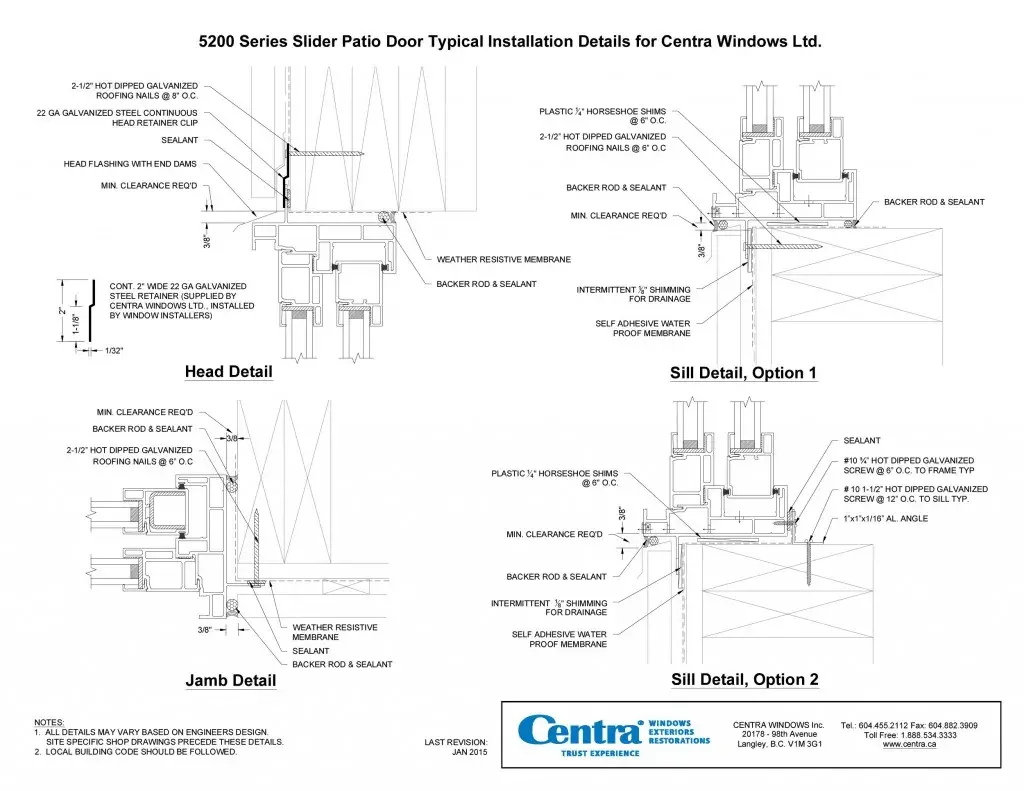 5200 Series Slider Patio Door Typical Installation Details for Centra Windows Ltd.
2-1/2" HOT DIPPED GALVANIZED
ROOFING NAILS @ 8" O.C.
22 GA GALVANIZED STEEL CONTINUOUS
HEAD RETAINER CLIP
SEALANT
HEAD FLASHING WITH END DAMS
MIN. CLEARANCE REQ'D
3/8"
WEATHER RESISTIVE MEMBRANE
BACKER ROD & SEALANT
2"
1-1/8"
1/32"
CONT. 2" WIDE 22 GA GALVANIZED
STEEL RETAINER (SUPPLIED BY
CENTRA WINDOWS LTD., INSTALLED
BY WINDOW INSTALLERS)
Head Detail
PLASTIC ¼" HORSESHOE SHIMS
@ 6" O.C.
2-1/2" HOT DIPPED GALVANIZED
ROOFING NAILS @ 6" O.C
BACKER ROD & SEALANT
MIN. CLEARANCE REQ'D
3/8"
BACKER ROD & SEALANT
INTERMITTENT ⅛" SHIMMING
FOR DRAINAGE
SELF ADHESIVE WATER
PROOF MEMBRANE
Sill Detail, Option 1
MIN. CLEARANCE REQ'D
BACKER ROD & SEALANT
3/8
2-1/2" HOT DIPPED GALVANIZED
ROOFING NAILS @ 6" O.C
3/8"
WEATHER RESISTIVE
MEMBRANE
SEALANT
BACKER ROD & SEALANT
Jamb Detail
PLASTIC ¼" HORSESHOE SHIMS
@ 6" O.C.
3/8"
MIN. CLEARANCE REQ'D
BACKER ROD & SEALANT
INTERMITTENT ⅛" SHIMMING
FOR DRAINAGE
SELF ADHESIVE WATER
PROOF MEMBRANE
SEALANT
#10 ¾" HOT DIPPED GALVANIZED
SCREW @ 6" O.C. TO FRAME TYP
# 10 1-1/2" HOT DIPPED GALVANIZED
SCREW @ 12" O.C. TO SILL TYP.
1"x1"x1/16" AL. ANGLE
Sill Detail, Option 2
NOTES:
1. ALL DETAILS MAY VARY BASED ON ENGINEERS DESIGN.
SITE SPECIFIC SHOP DRAWINGS PRECEDE THESE DETAILS.
2. LOCAL BUILDING CODE SHOULD BE FOLLOWED.
LAST REVISION:
JAN 2015
Centra®
WINDOWS
EXTERIORS
RESTORATIONS
TRUST EXPERIENCE
CENTRA WINDOWS Inc.
20178 - 98th Avenue
Langley, B.C. V1M 3G1
Tel.: 604.455.2112 Fax: 604.882.3909
Toll Free: 1.888.534.3333
www.centra.ca